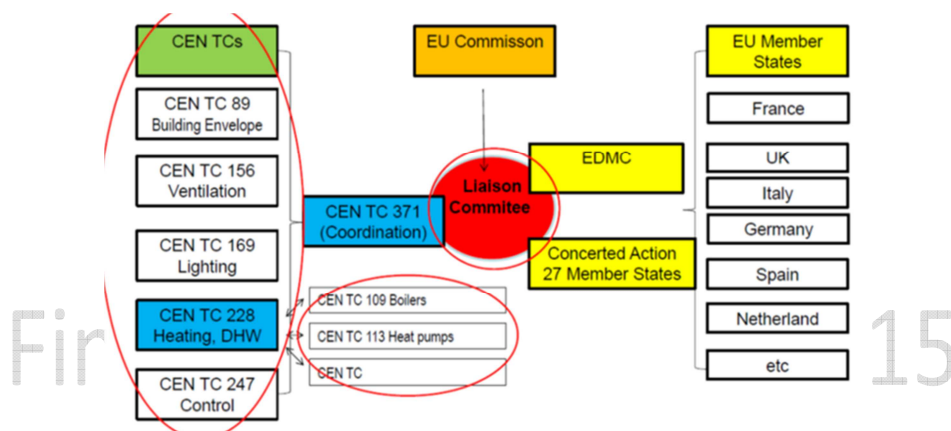 CEN TCs
EU Commisson
EU Member
States
CEN TC 89
Building Envelope
France
CEN TC 156
Ventilation
EDMC
UK
Liaison
Commitee
Italy
CEN TC 371
(Coordination)
Germany
CEN TC 169
Lighting
Concerted Action
27 Member States
Spain
CEN TC 109 Boilers
CEN TC 228
Heating, DHW
CEN TC 113 Heat pumps
Netherland
CEN TC
etc
CEN TC 247
Control
15